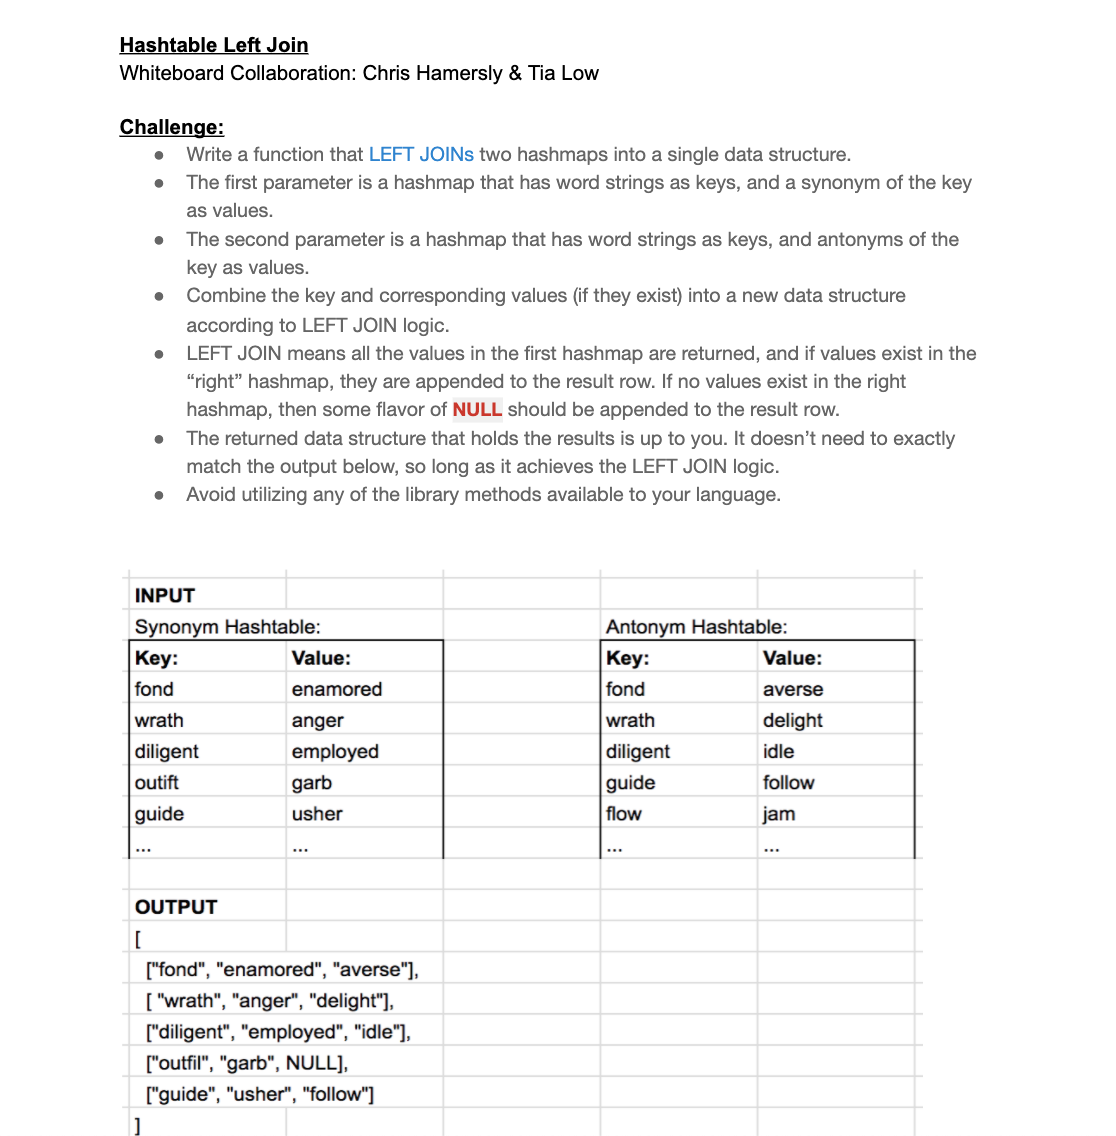 Hashtable Left Join
Whiteboard Collaboration: Chris Hamersly & Tia Low
Challenge:
● Write a function that LEFT JOINs two hashmaps into a single data structure.
● The first parameter is a hashmap that has word strings as keys, and a synonym of the key
as values.
● The second parameter is a hashmap that has word strings as keys, and antonyms of the
key as values.
● Combine the key and corresponding values (if they exist) into a new data structure
according to LEFT JOIN logic.
● LEFT JOIN means all the values in the first hashmap are returned, and if values exist in the
“right” hashmap, they are appended to the result row. If no values exist in the right
hashmap, then some flavor of NULL should be appended to the result row.
● The returned data structure that holds the results is up to you. It doesn’t need to exactly
match the output below, so long as it achieves the LEFT JOIN logic.
● Avoid utilizing any of the library methods available to your language.
INPUT
Synonym Hashtable: Antonym Hashtable:
Key: Value: Key: Value:
fond enamored fond averse
wrath anger wrath delight
diligent employed diligent idle
outift garb guide follow
guide usher flow jam
... ... ... ...
OUTPUT
[
["fond", "enamored", "averse"],
[ "wrath", "anger", "delight"],
["diligent", "employed", "idle"],
["outfil", "garb", NULL],
["guide", "usher", "follow"]
]